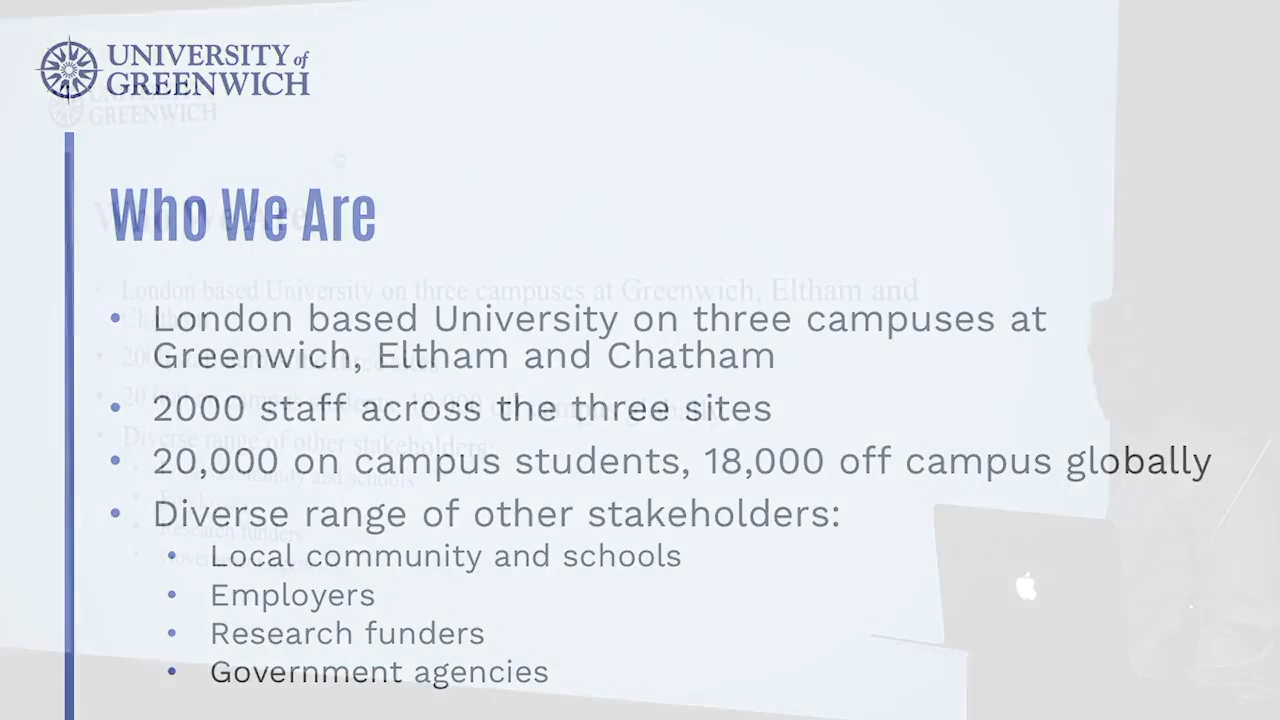 UNIVERSITY of
GREENWICH
Who We Are
• London based University on three campuses at
Greenwich, Eltham and Chatham
• 2000 staff across the three sites
• 20,000 on campus students, 18,000 off campus globally
• Diverse range of other stakeholders:
• Local community and schools
• Employers
• Research funders
• Government agencies